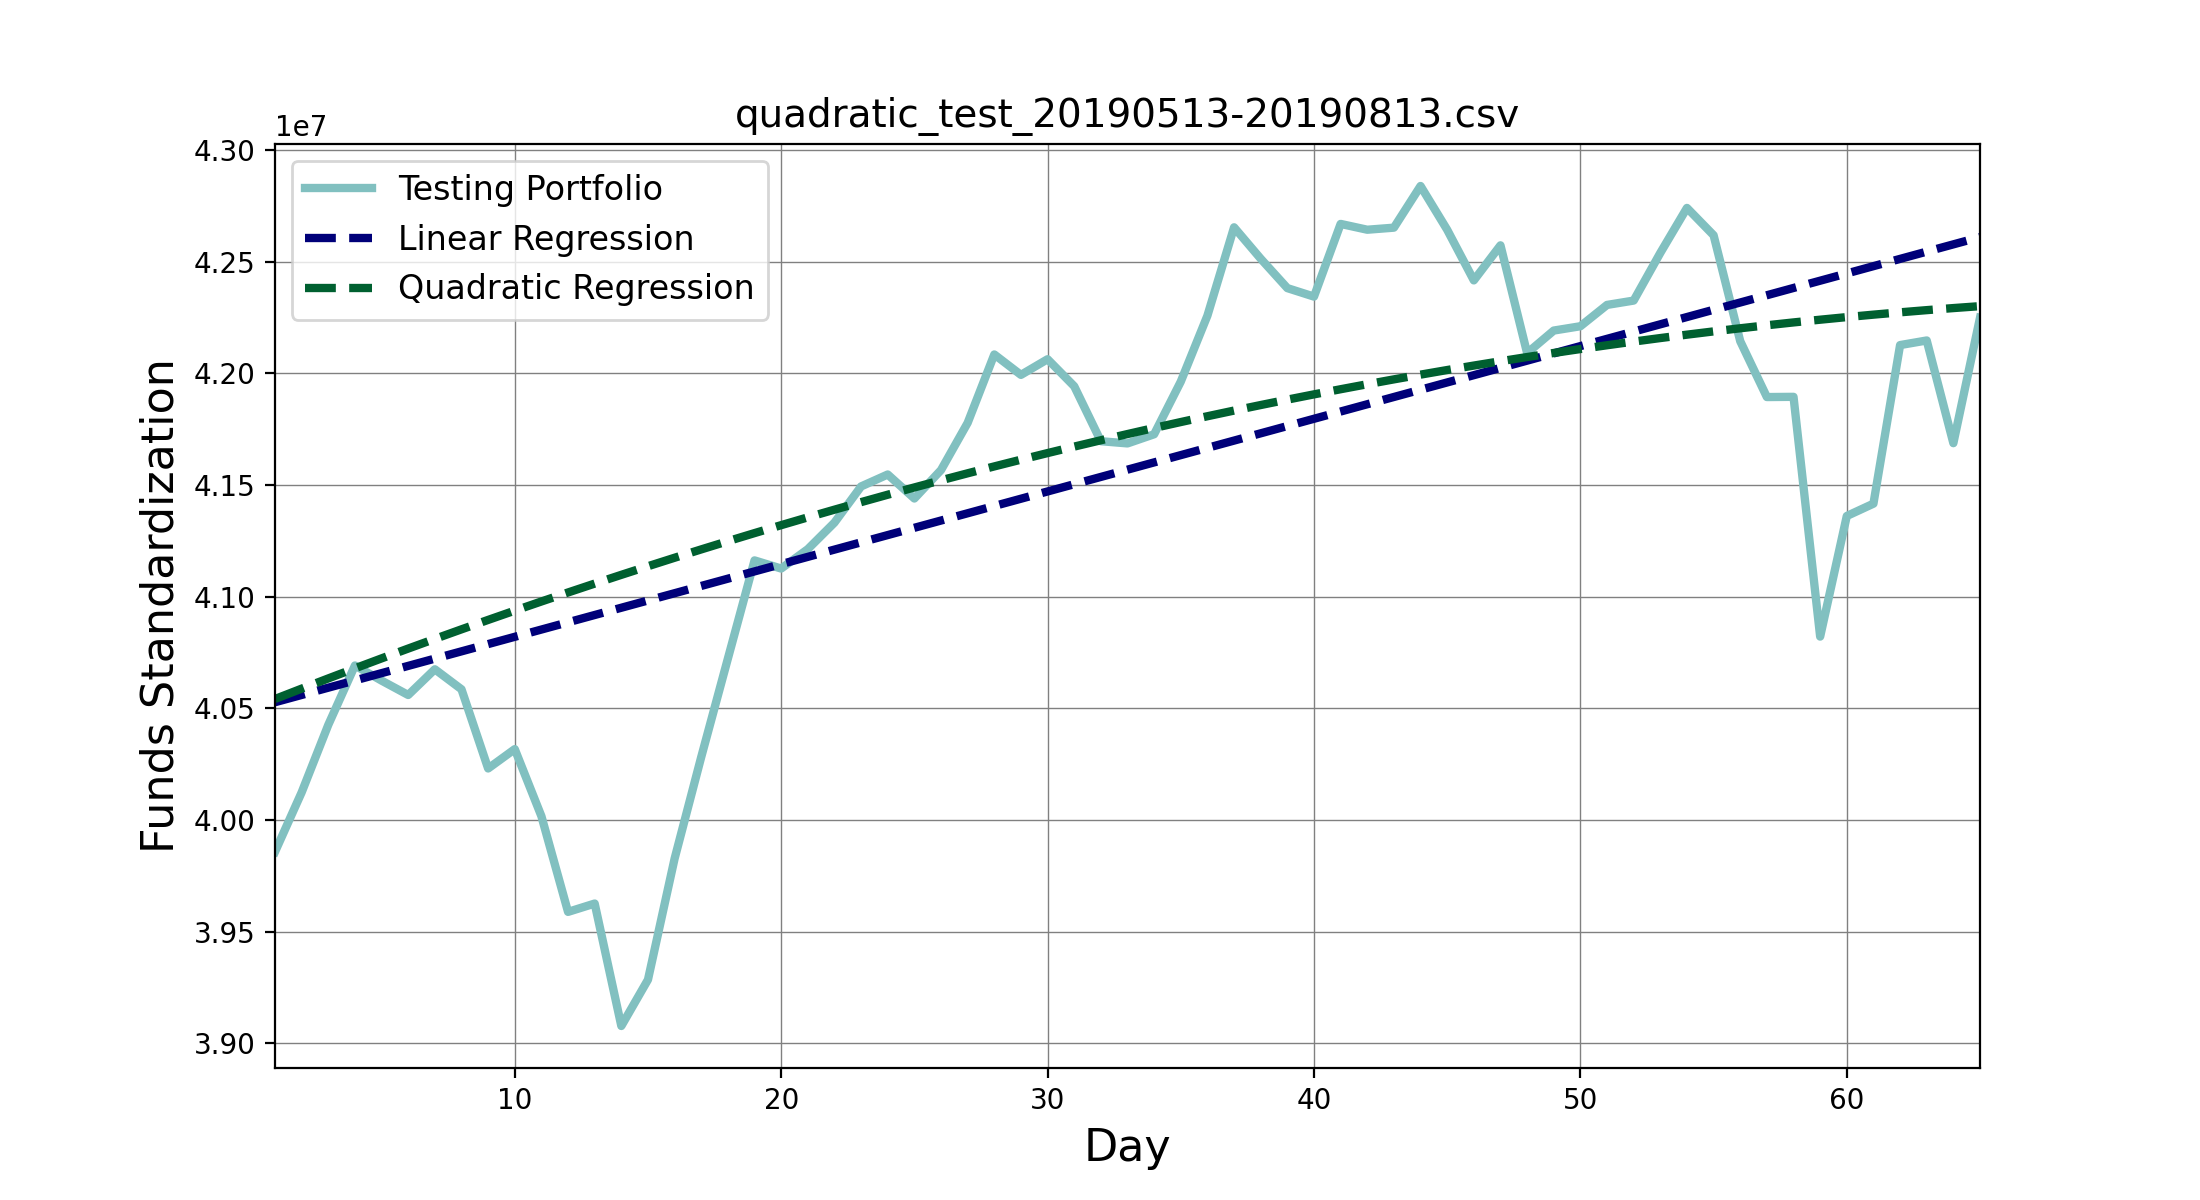 quadratic_test_20190513-20190813.csv
1e7
Testing Portfolio
Linear Regression
Quadratic Regression
4.30
4.25
4.20
4.15
4.10
4.05
4.00
3.95
3.90
Funds Standardization
10 20 30 40 50 60
Day